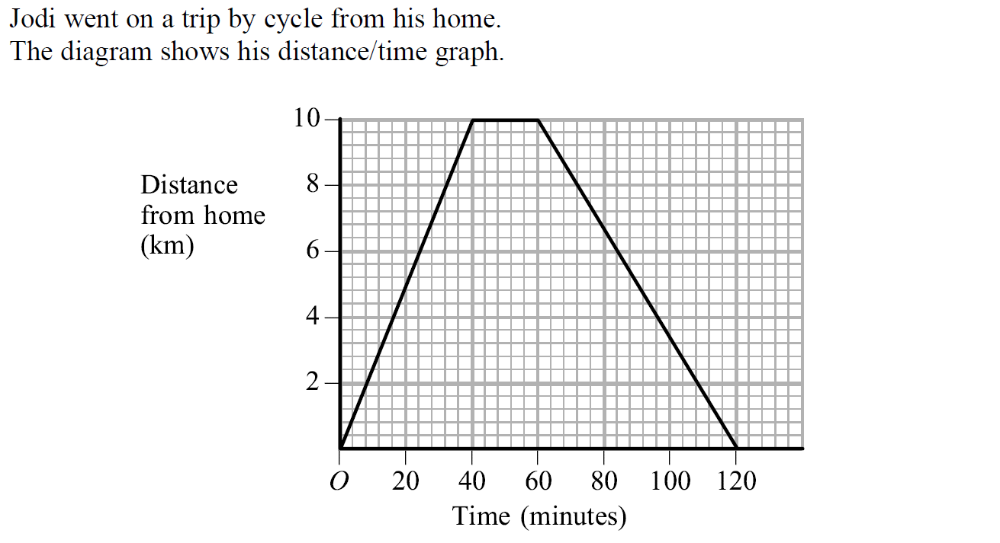 Jodi went on a trip by cycle from his home.
The diagram shows his distance/time graph.
Distance
from home
(km)
10
8
6
4
2
O 20 40 60 80 100 120
Time (minutes)